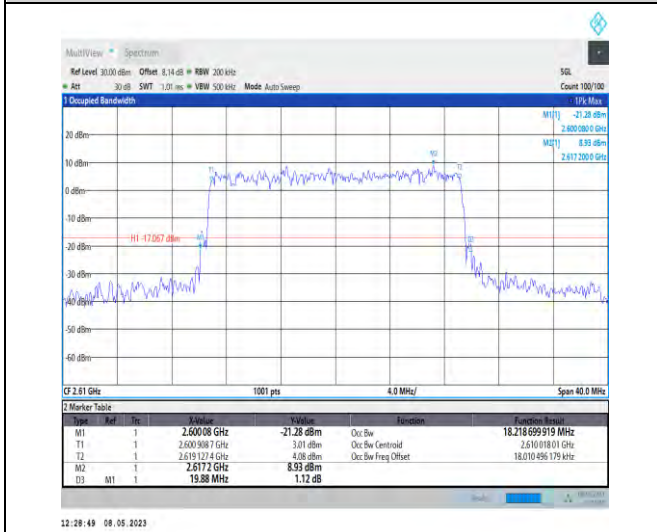 MultiView Spectrum
Ref Level 30.00 dBm Offset 8.14 dB RBW 200 kHz SGL
Att 30 dB SWT 1.01 ms VBW 500 kHz Mode Auto Sweep Count 100/100
1 Occupied Bandwidth 1Pk Max
M1[1] -21.28 dBm
2.600 080 0 GHz
M2[1] 8.93 dBm
2.617 200 0 GHz
20 dBm
10 dBm
0 dBm
-10 dBm
-20 dBm
-30 dBm
-40 dBm
-50 dBm
-60 dBm
T1
M2
T2
H1 -17.067 dBm
M1
D3
CF 2.61 GHz 1001 pts 4.0 MHz/ Span 40.0 MHz
2 Marker Table
Type Ref Trc X-Value Y-Value Function Function Result
M1 1 2.600 08 GHz -21.28 dBm Occ Bw 18.218 699 919 MHz
T1 1 2.600 908 7 GHz 3.01 dBm Occ Bw Centroid 2.610 018 01 GHz
T2 1 2.619 127 4 GHz 4.08 dBm Occ Bw Freq Offset 18.010 496 179 kHz
M2 1 2.617 2 GHz 8.93 dBm
D3 M1 1 19.88 MHz 1.12 dB
12:28:49 08.05.2023